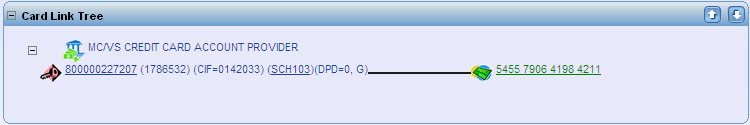 Card Link Tree
MC/VS CREDIT CARD ACCOUNT PROVIDER
800000227207 (1786532) (CIF=0142033) (SCH103)(DPD=0, G) 5455 7906 4198 4211